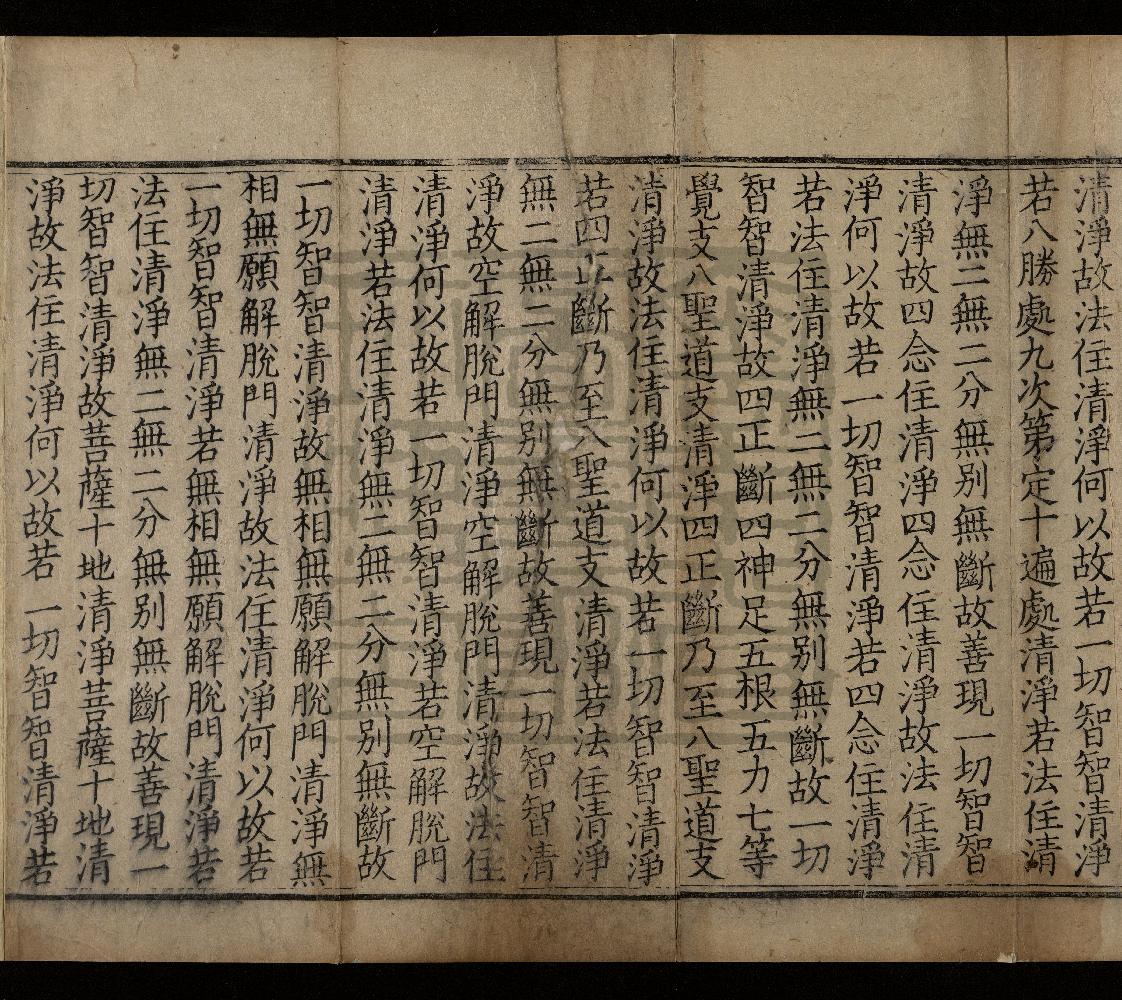 清淨故法住清淨何以故若一切智智清淨
若八勝處九次第定十遍處清淨若法住清
淨無二無二分無别無斷故善現一切智智
清淨故四念住清淨四念住清淨故法住清
淨何以故若一切智智清淨若四念住清淨
若法住清淨無二無二分無别無斷故一切
智智清淨故四正斷四神足五根五力七等
覺支八聖道支清淨四正斷乃至八聖道支
清淨故法住清淨何以故若一切智智清淨
若四正斷乃至八聖道支清淨若法住清淨
無二無二分無别無斷故善現一切智智清
淨故空解脫門清淨空解脫門清淨故法住
清淨何以故若一切智智清淨若空解脫門
清淨若法住清淨無二無二分無别無斷故
一切智智清淨故無相無願解脫門清淨無
相無願解脫門清淨故法住清淨何以故若
一切智智清淨若無相無願解脫門清淨若
法住清淨無二無二分無别無斷故善現一
切智智清淨故菩薩十地清淨菩薩十地清
淨故法住清淨何以故若一切智智清淨若